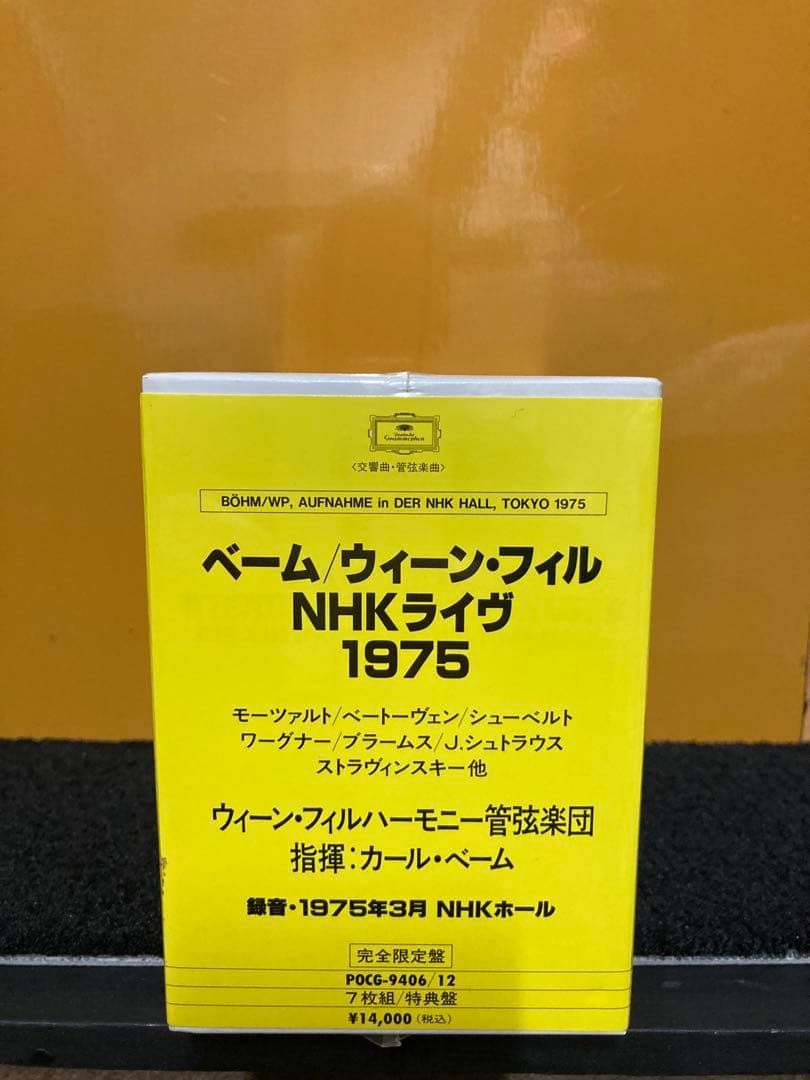 Deutsche
Grammophon
〈交響曲・管弦楽曲〉
BÖHM/WP, AUFNAHME in DER NHK HALL, TOKYO 1975
ベーム/ウィーン・フィル
NHKライヴ
1975
モーツァルト/ベートーヴェン/シューベルト
ワーグナー/ブラームス/J.シュトラウス
ストラヴィンスキー他
ウィーン・フィルハーモニー管弦楽団
指揮:カール・ベーム
録音・1975年3月 NHKホール
完全限定盤
POCG-9406/12
7枚組/特典盤
¥14,000(税込)